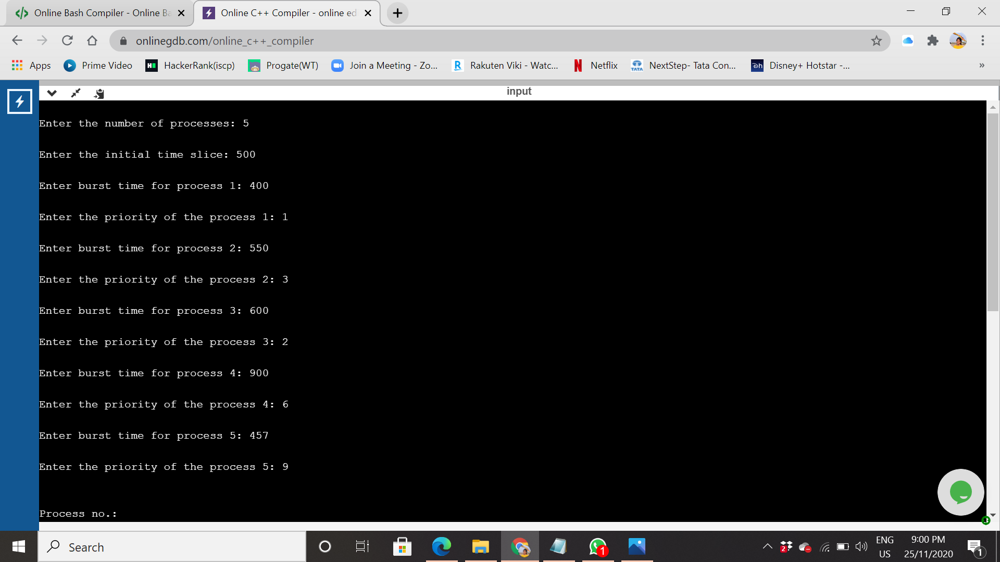 Online Bash Compiler - Online Ba
Online C++ Compiler - online ed
onlinegdb.com/online_c++_compiler
Apps
Prime Video
HackerRank(iscp)
Progate(WT)
Join a Meeting - Zo...
Rakuten Viki - Watc...
Netflix
NextStep- Tata Con...
Disney+ Hotstar -...
»
input
Enter the number of processes: 5
Enter the initial time slice: 500
Enter burst time for process 1: 400
Enter the priority of the process 1: 1
Enter burst time for process 2: 550
Enter the priority of the process 2: 3
Enter burst time for process 3: 600
Enter the priority of the process 3: 2
Enter burst time for process 4: 900
Enter the priority of the process 4: 6
Enter burst time for process 5: 457
Enter the priority of the process 5: 9
Process no.:
Search
1
2
ENG
US
9:00 PM
25/11/2020
1